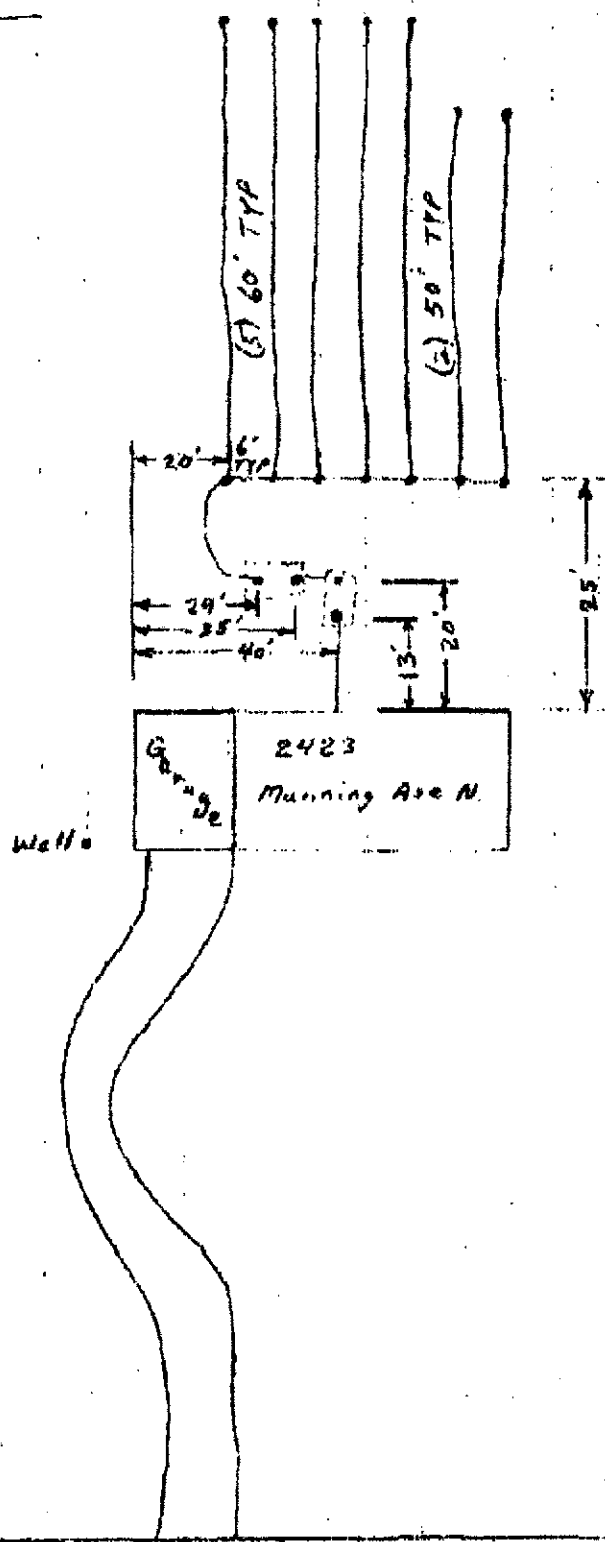 (5) 60' TYP
(2) 50' TYP
20'
6' TYP
25'
29'
35'
40'
13'
20'
Garage
2423
Munning Ave N.
Well